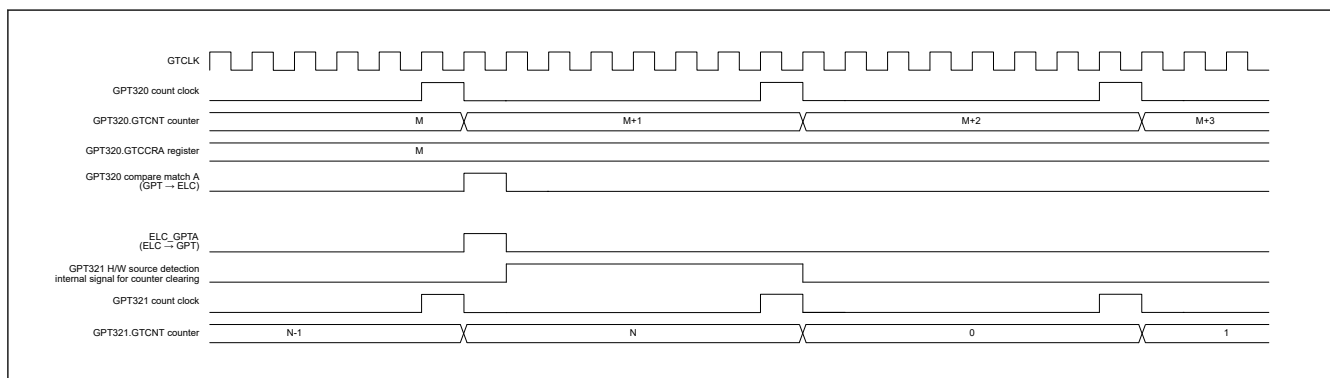 GTCLK
GPT320 count clock
GPT320.GTCNT counter M M+1 M+2 M+3
GPT320.GTCCRA register M
GPT320 compare match A
(GPT → ELC)
ELC_GPTA
(ELC → GPT)
GPT321 H/W source detection
internal signal for counter clearing
GPT321 count clock
GPT321.GTCNT counter N-1 N 0 1